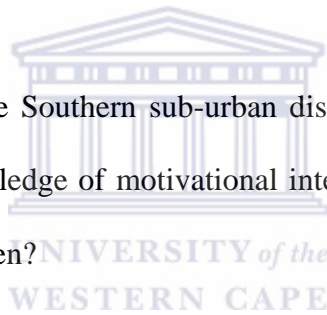 e Southern sub-urban dis
ledge of motivational inte
en?
UNIVERSITY of the
WESTERN CAPE